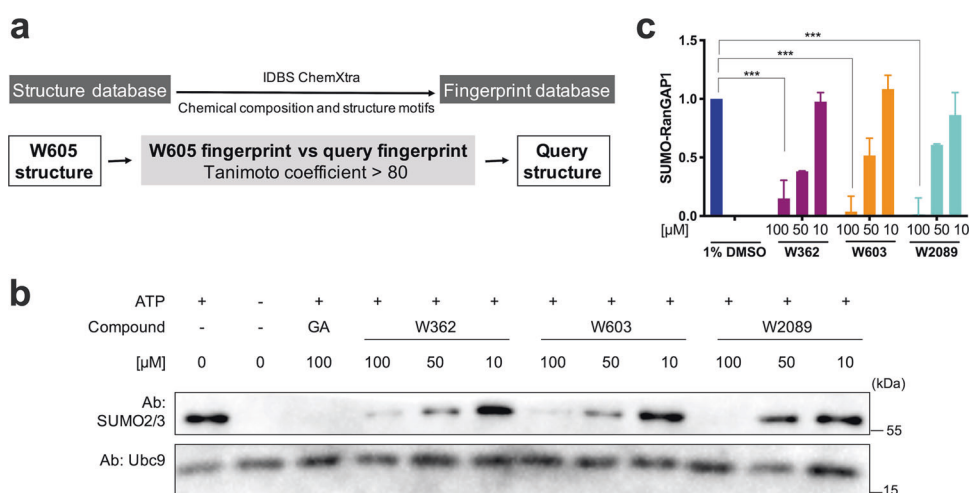 a
IDBS ChemXtra
Structure database
Fingerprint database
Chemical composition and structure motifs
W605 structure
W605 fingerprint vs query fingerprint
Tanimoto coefficient > 80
Query structure
c
SUMO-RanGAP1
1.5
1.0
0.5
0.0
***
***
***
[µM]
100 50 10 100 50 10 100 50 10
1% DMSO W362 W603 W2089
b
ATP + - + + + + + + + + + +
Compound - - GA W362 W603 W2089
[µM] 0 0 100 100 50 10 100 50 10 100 50 10
(kDa)
Ab: SUMO2/3
55
Ab: Ubc9
15